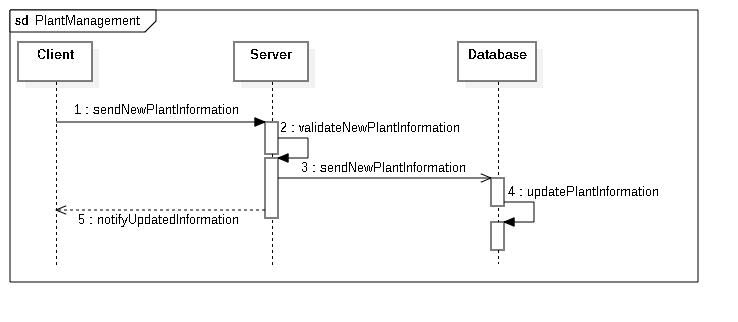 sd PlantManagement
Client
Server
Database
1 : sendNewPlantInformation
2 : validateNewPlantInformation
3 : sendNewPlantInformation
4 : updatePlantInformation
5 : notifyUpdatedInformation